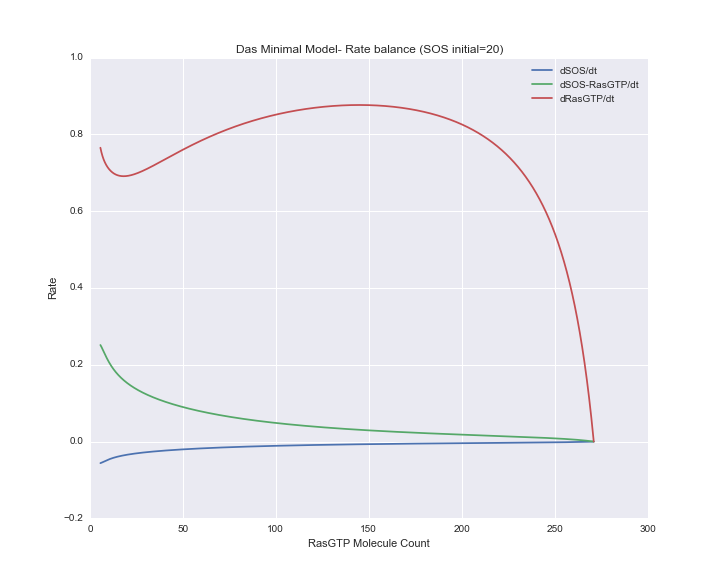 Das Minimal Model- Rate balance (SOS initial=20)
dSOS/dt
dSOS-RasGTP/dt
dRasGTP/dt
1.0
0.8
0.6
0.4
0.2
0.0
−0.2
Rate
0 50 100 150 200 250 300
RasGTP Molecule Count